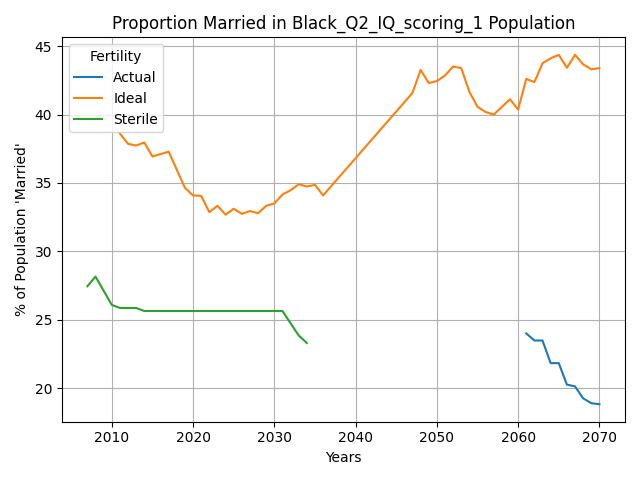 Proportion Married in Black_Q2_IQ_scoring_1 Population
% of Population 'Married'
45
40
35
30
25
20
Fertility
Actual
Ideal
Sterile
2010 2020 2030 2040 2050 2060 2070
Years